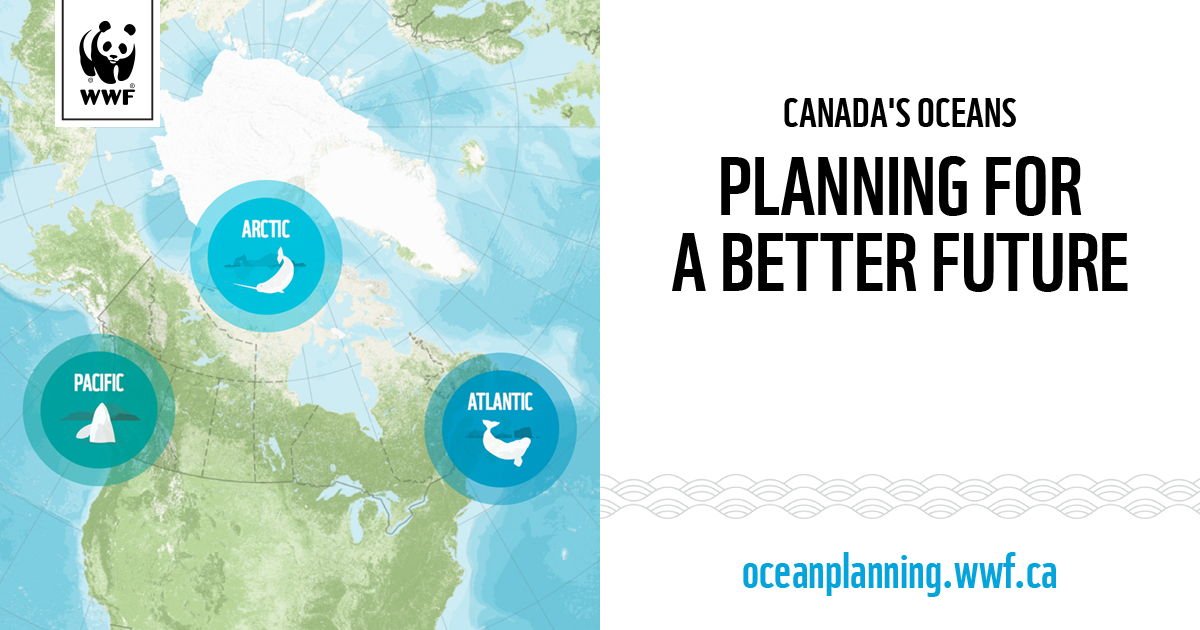 WWF
ARCTIC
PACIFIC
ATLANTIC
CANADA'S OCEANS
PLANNING FOR
A BETTER FUTURE
oceanplanning.wwf.ca